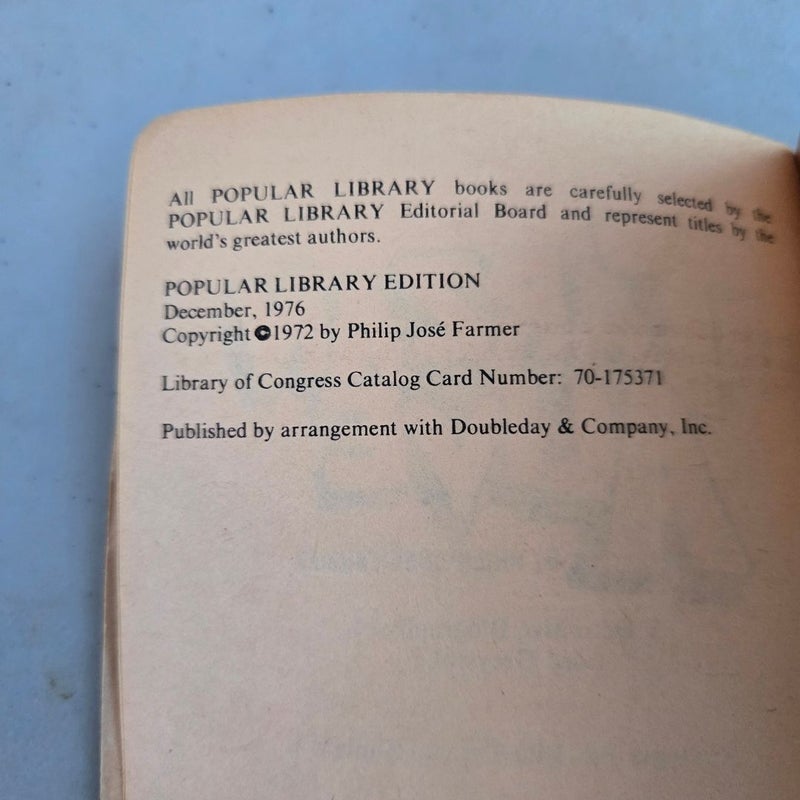 All POPULAR LIBRARY books are carefully selected by the
POPULAR LIBRARY Editorial Board and represent titles by the
world's greatest authors.
POPULAR LIBRARY EDITION
December, 1976
Copyright ©1972 by Philip José Farmer
Library of Congress Catalog Card Number: 70-175371
Published by arrangement with Doubleday & Company, Inc.